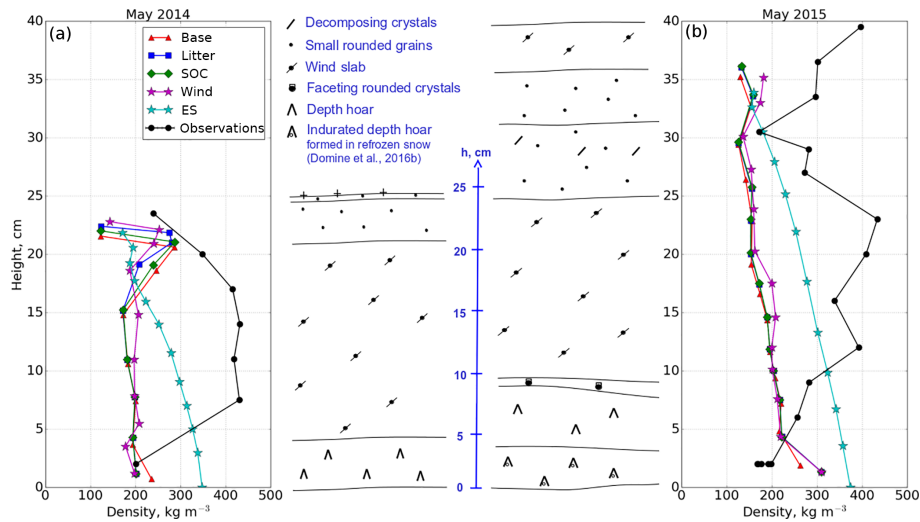 May 2014
(a)
Base
Litter
SOC
Wind
ES
Observations
40
35
30
25
20
15
10
5
0
Height, cm
0 100 200 300 400 500
Density, kg m⁻³
Decomposing crystals
Small rounded grains
Wind slab
Faceting rounded crystals
Depth hoar
Indurated depth hoar
formed in refrozen snow
(Domine et al., 2016b)
h, cm
25
20
15
10
5
0
May 2015
(b)
40
35
30
25
20
15
10
5
0
0 100 200 300 400 500
Density, kg m⁻³